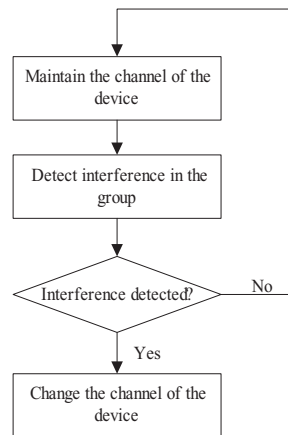 Maintain the channel of the
device
Detect interference in the
group
Interference detected?
No
Yes
Change the channel of the
device